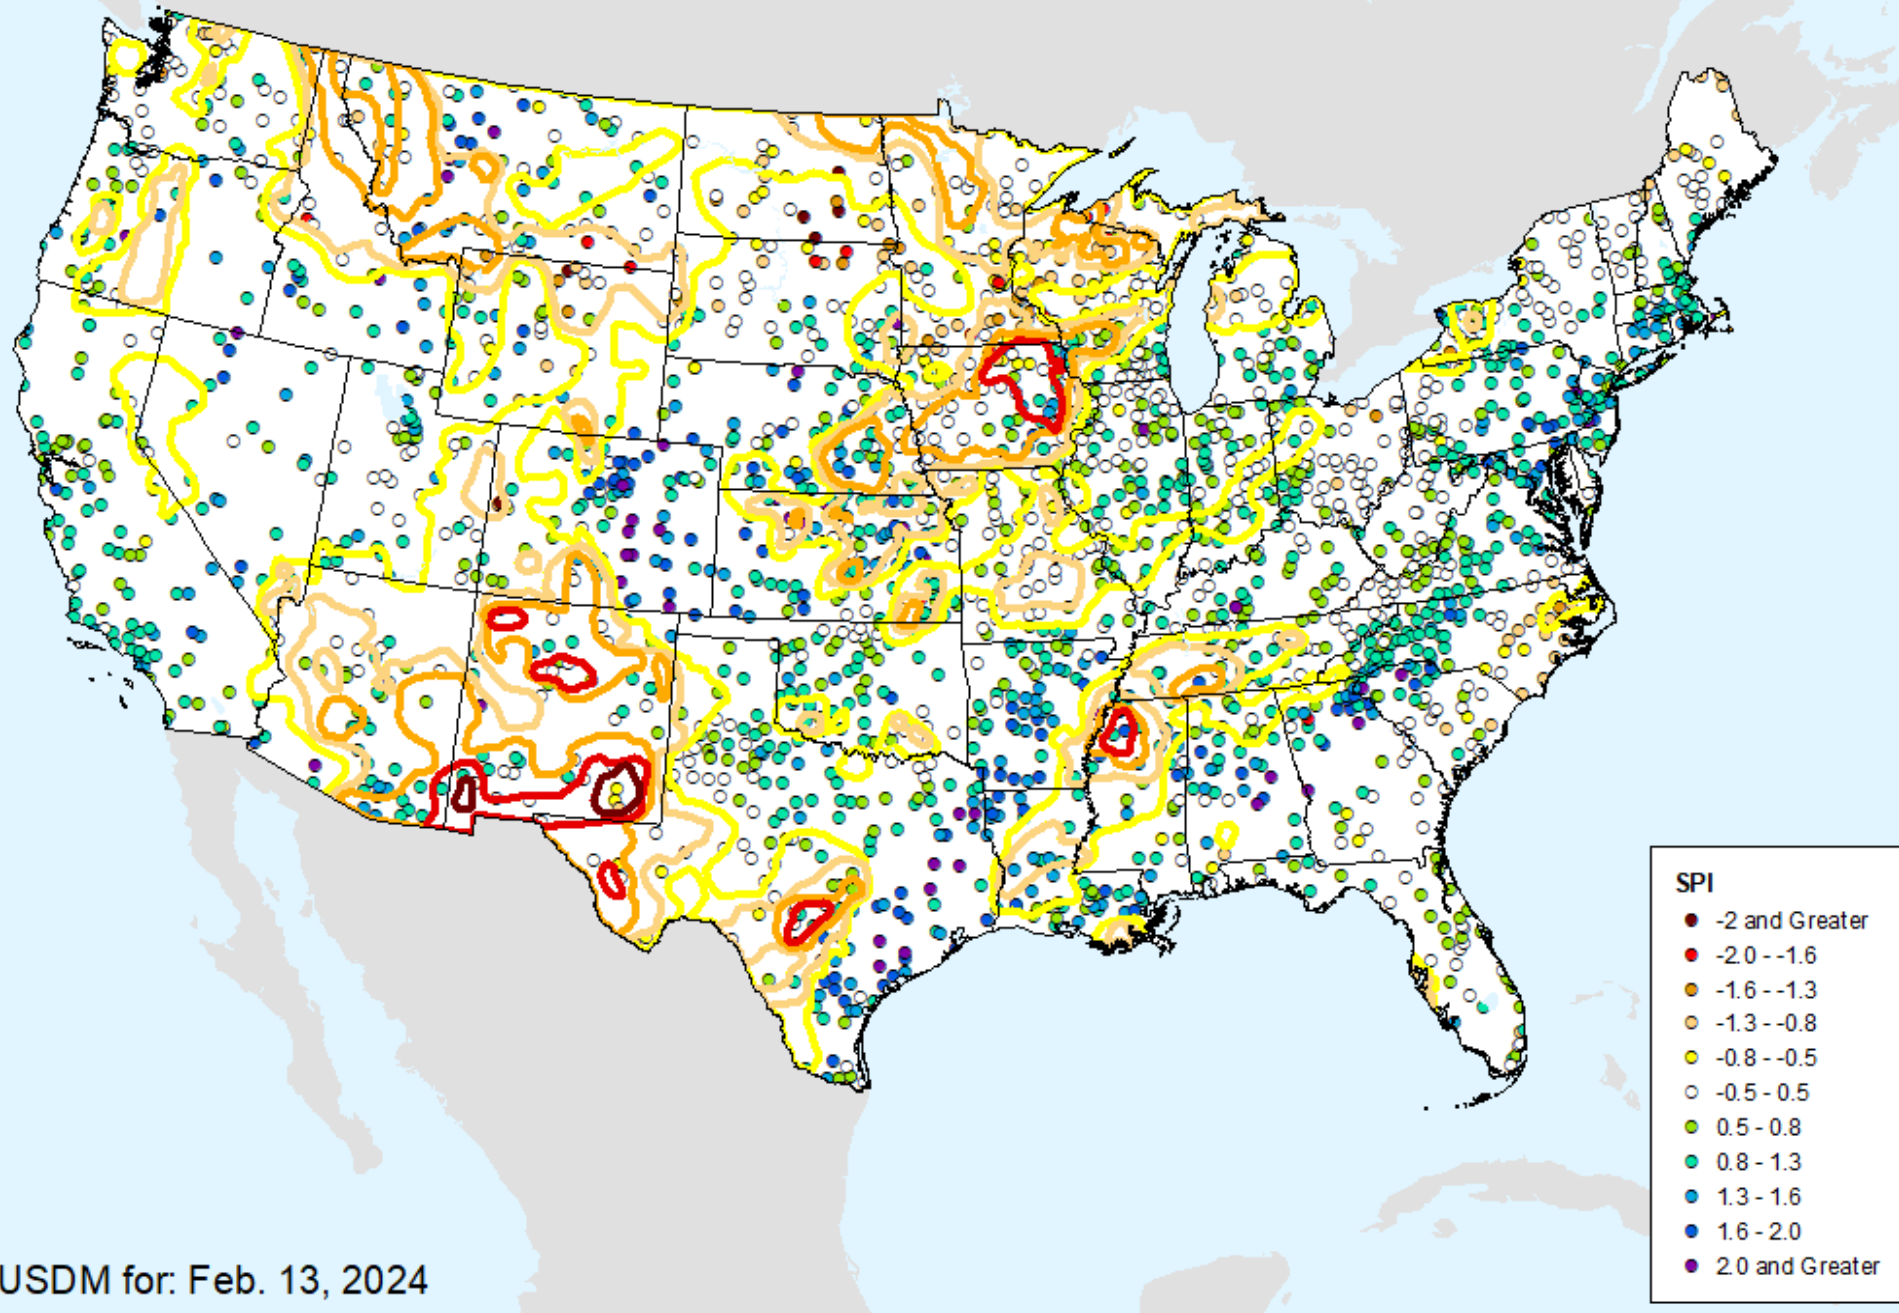 SPI
-2 and Greater
-2.0 - -1.6
-1.6 - -1.3
-1.3 - -0.8
-0.8 - -0.5
-0.5 - 0.5
0.5 - 0.8
0.8 - 1.3
1.3 - 1.6
1.6 - 2.0
2.0 and Greater
USDM for: Feb. 13, 2024